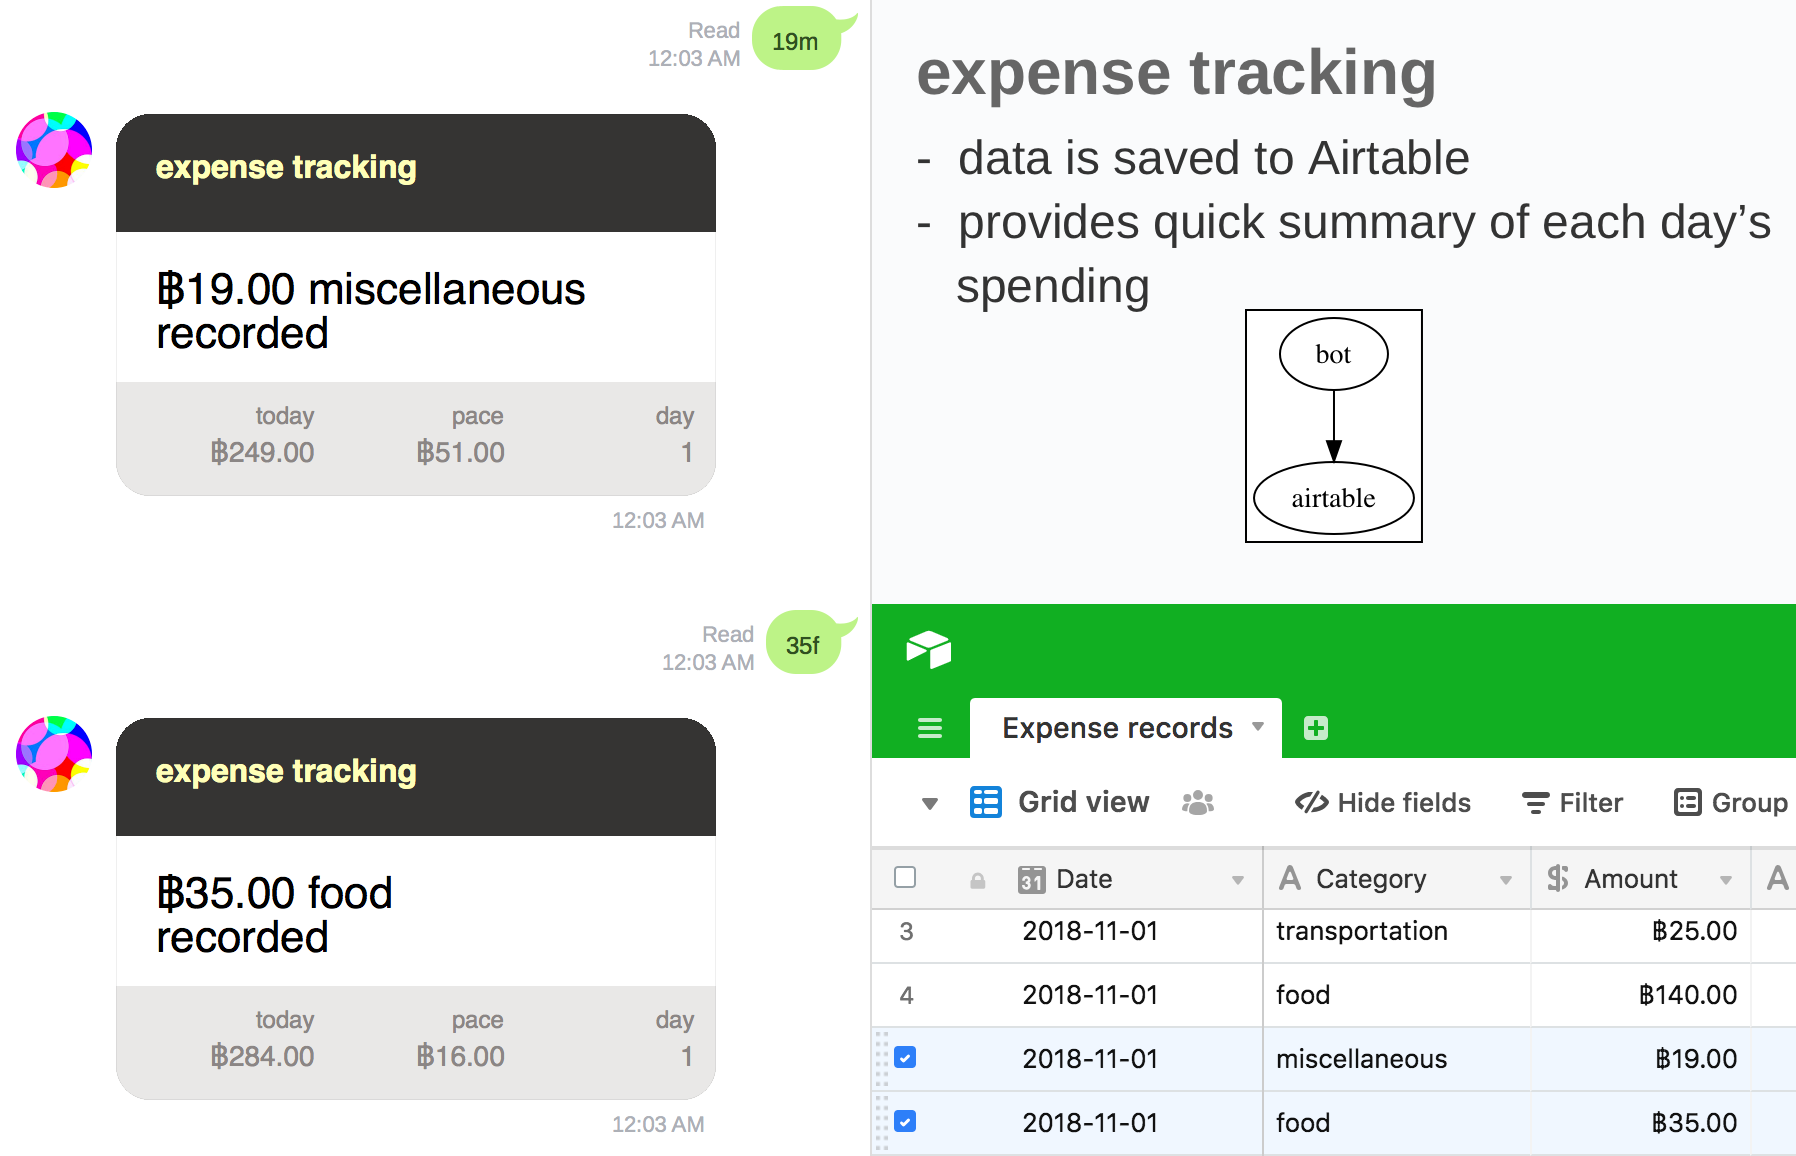 Read
12:03 AM
19m
expense tracking
฿19.00 miscellaneous
recorded
today pace day
฿249.00 ฿51.00 1
12:03 AM
Read
12:03 AM
35f
expense tracking
฿35.00 food
recorded
today pace day
฿284.00 ฿16.00 1
12:03 AM
expense tracking
- data is saved to Airtable
- provides quick summary of each day’s
spending
bot
airtable
Expense records
Grid view Hide fields Filter Group
31 Date A Category $ Amount A
3 2018-11-01 transportation ฿25.00
4 2018-11-01 food ฿140.00
2018-11-01 miscellaneous ฿19.00
2018-11-01 food ฿35.00